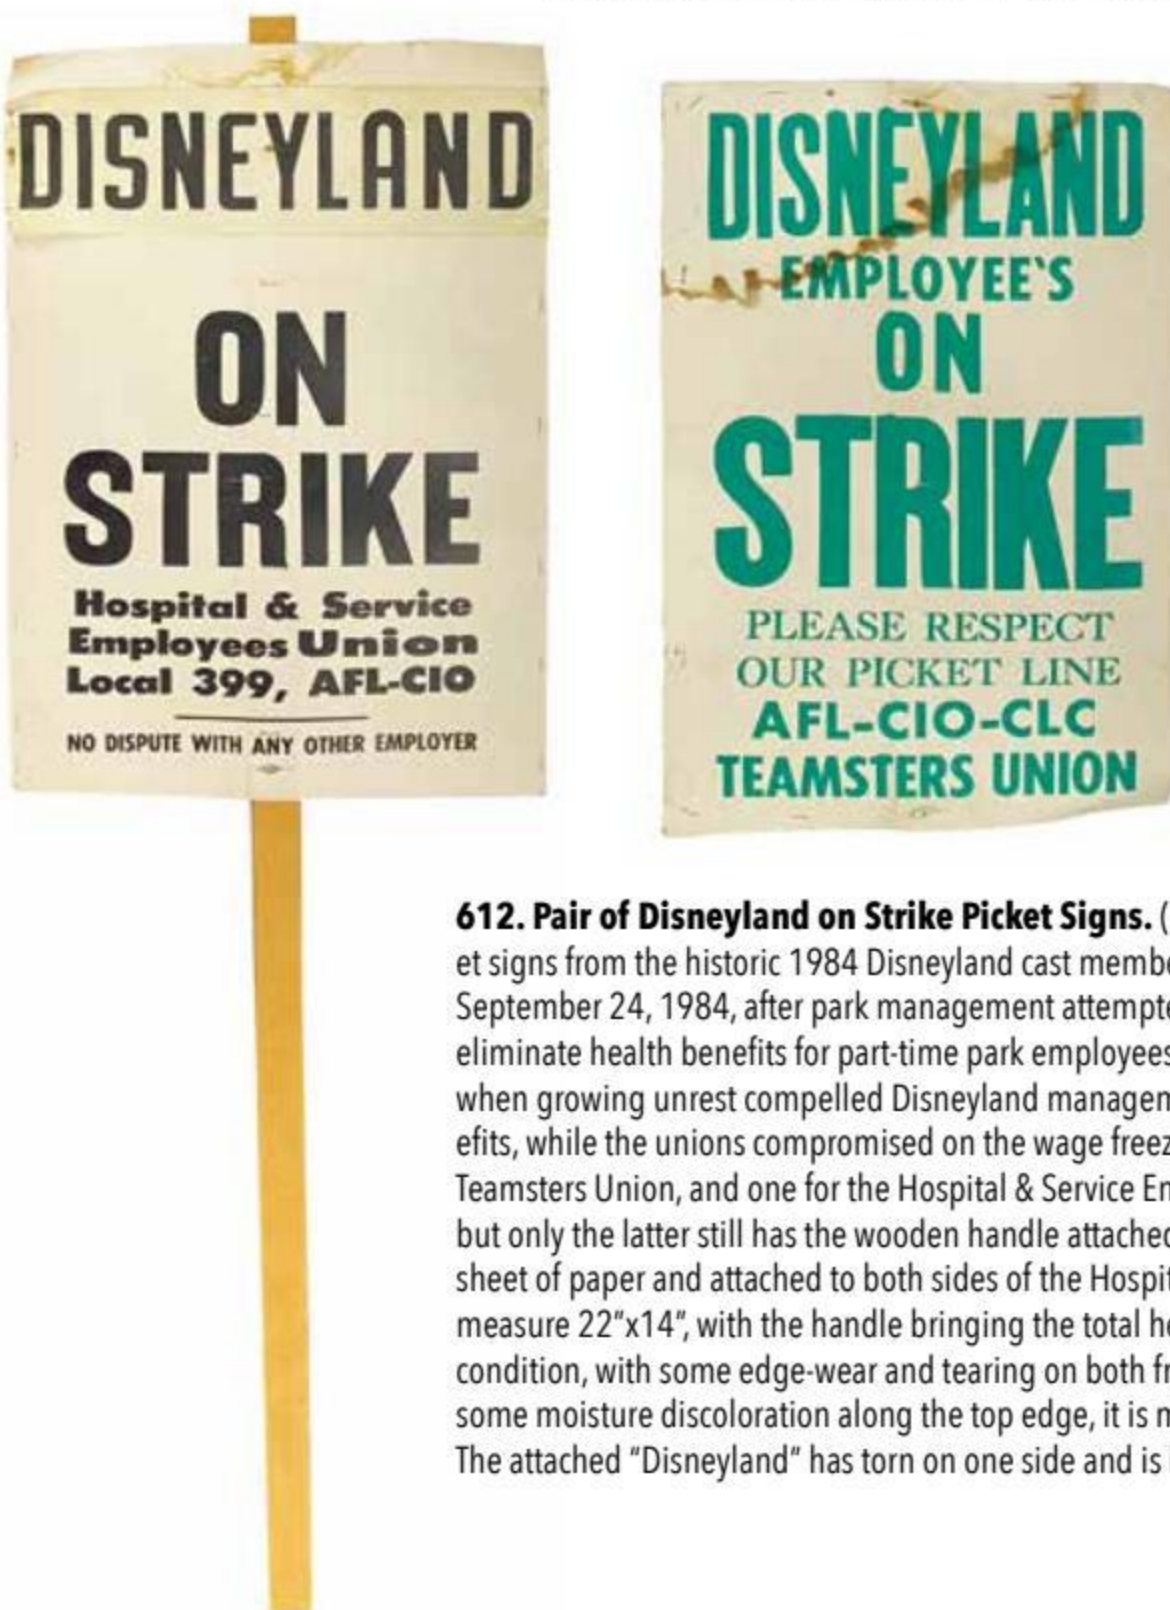 DISNEYLAND
ON
STRIKE
Hospital & Service
Employees Union
Local 399, AFL-CIO
NO DISPUTE WITH ANY OTHER EMPLOYER
DISNEYLAND
EMPLOYEE'S
ON
STRIKE
PLEASE RESPECT
OUR PICKET LINE
AFL-CIO-CLC
TEAMSTERS UNION
612. Pair of Disneyland on Strike Picket Signs. (
et signs from the historic 1984 Disneyland cast
September 24, 1984, after park management
eliminate health benefits for part-time park employees
when growing unrest compelled Disneyland
efits, while the unions compromised on the wage
Teamsters Union, and one for the Hospital & Service
but only the latter still has the wooden handle attached
sheet of paper and attached to both sides of the
measure 22"x14", with the handle bringing the total
condition, with some edge-wear and tearing on both
some moisture discoloration along the top edge, it is
The attached "Disneyland" has torn on one side and is